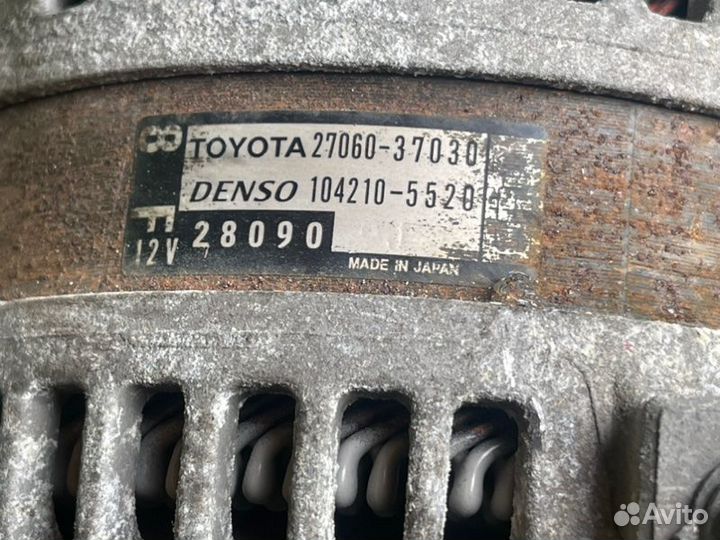 TOYOTA 27060-37030
DENSO 104210-5520
12V 28090
MADE IN JAPAN
Avito